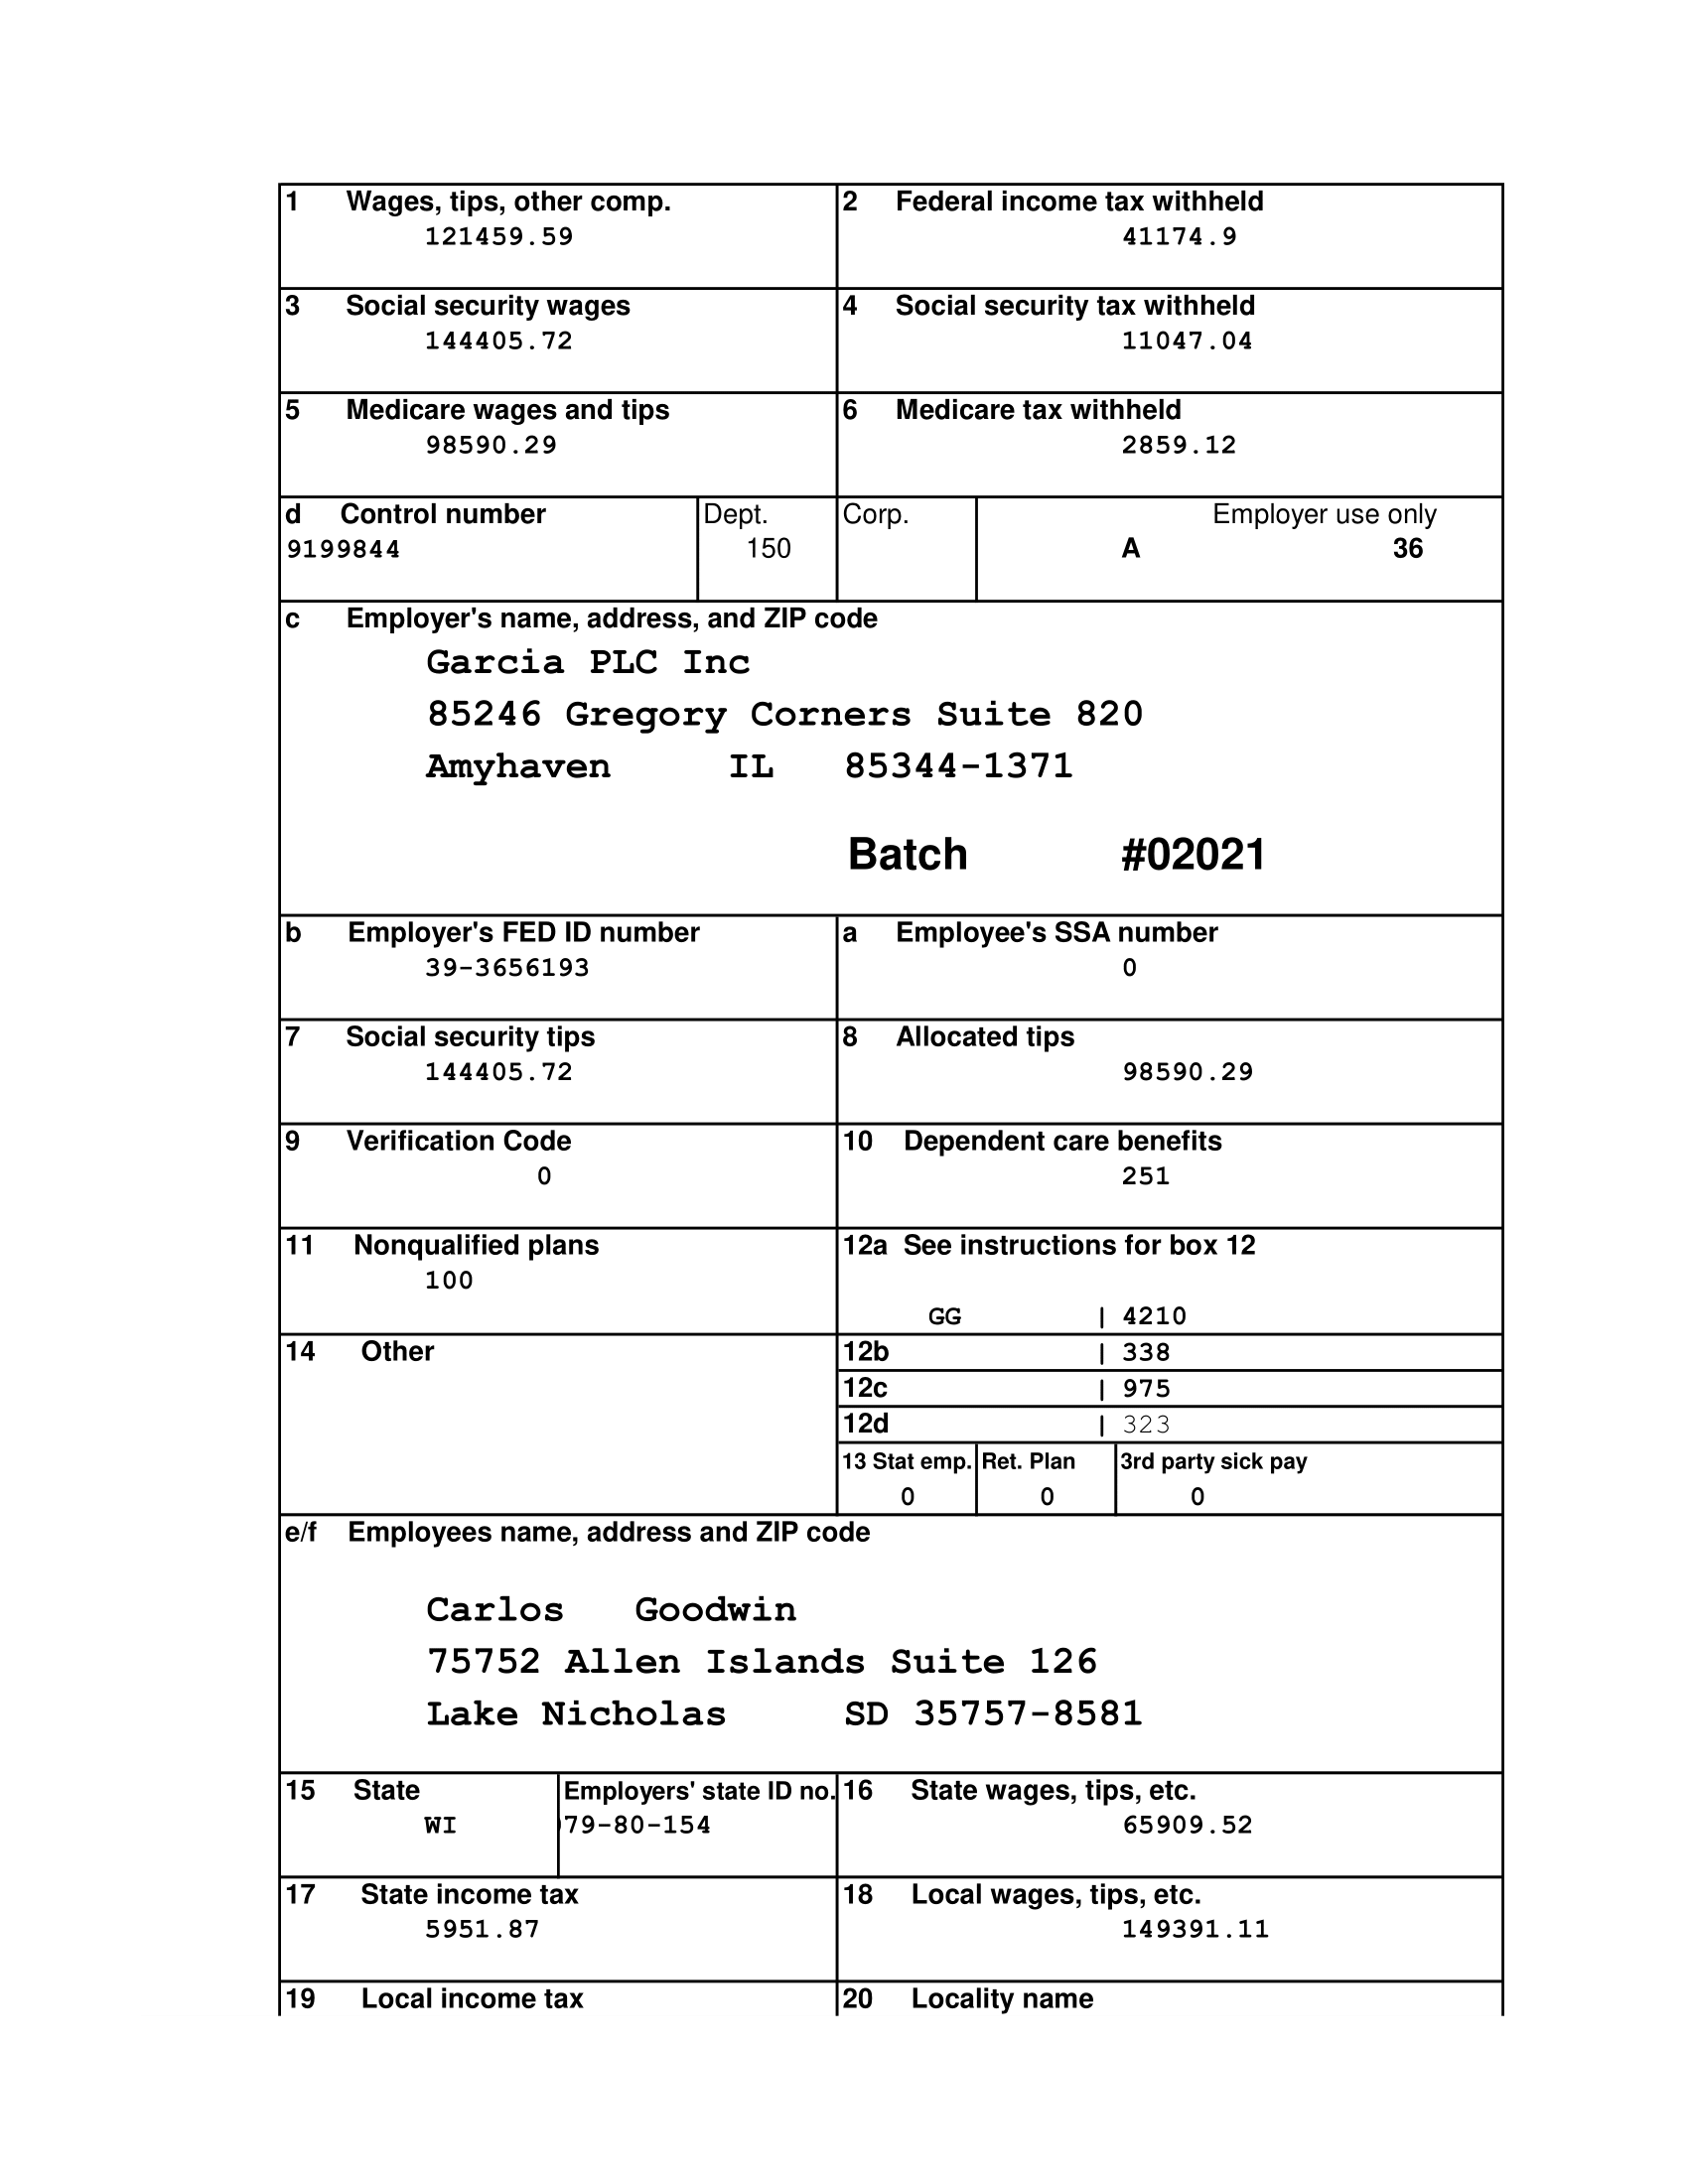 1 Wages, tips, other comp. 2 Federal income tax withheld
121459.59 41174.9
3 Social security wages 4 Social security tax withheld
144405.72 11047.04
5 Medicare wages and tips 6 Medicare tax withheld
98590.29 2859.12
d Control number Dept. Corp. Employer use only
9199844 150 A 36
c Employer's name, address, and ZIP code
Garcia PLC Inc
85246 Gregory Corners Suite 820
Amyhaven IL 85344-1371
Batch #02021
b Employer's FED ID number a Employee's SSA number
39-3656193 0
7 Social security tips 8 Allocated tips
144405.72 98590.29
9 Verification Code 10 Dependent care benefits
0 251
11 Nonqualified plans 12a See instructions for box 12
100
GG | 4210
14 Other 12b | 338
12c | 975
12d | 323
13 Stat emp. Ret. Plan 3rd party sick pay
0 0 0
e/f Employees name, address and ZIP code
Carlos Goodwin
75752 Allen Islands Suite 126
Lake Nicholas SD 35757-8581
15 State Employers' state ID no. 16 State wages, tips, etc.
WI 79-80-154 65909.52
17 State income tax 18 Local wages, tips, etc.
5951.87 149391.11
19 Local income tax 20 Locality name